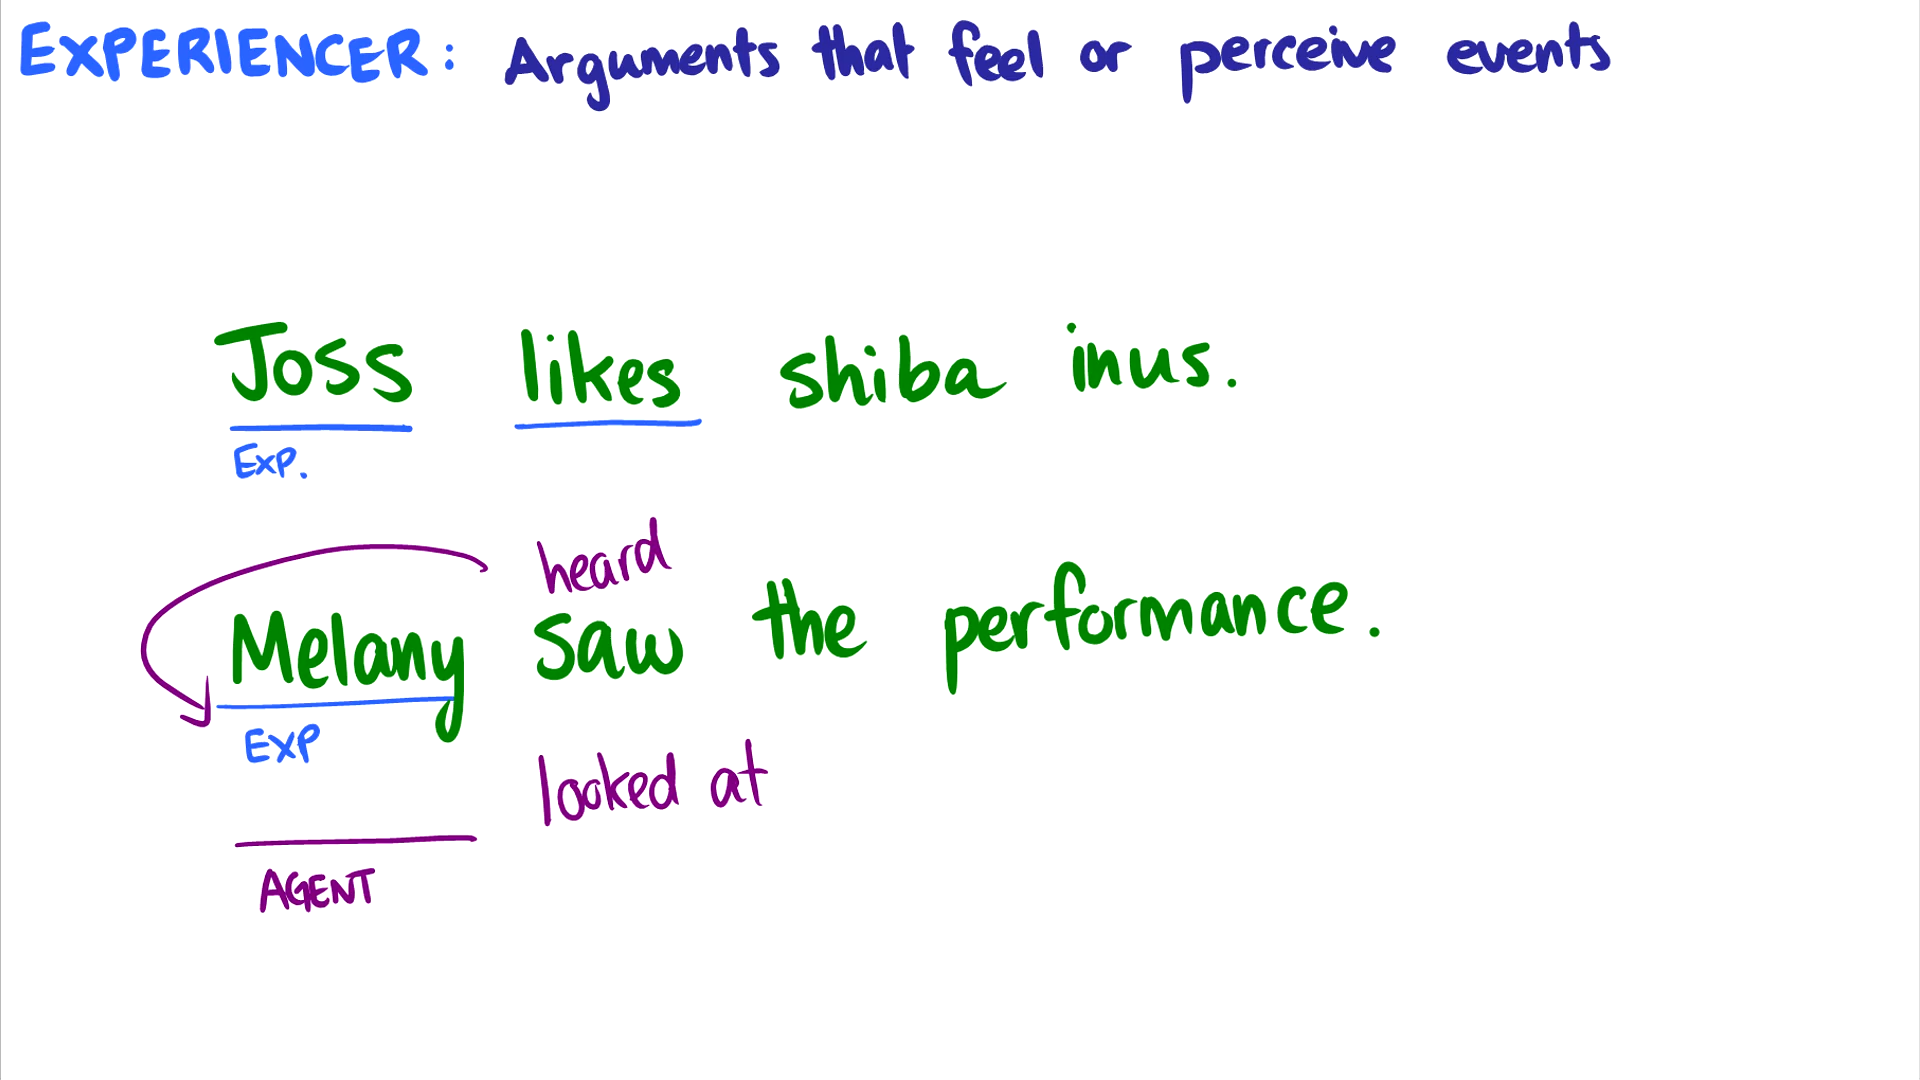 EXPERIENCER: Arguments that feel or perceive events
Joss likes shiba inus.
Exp.
heard
Melany saw the performance.
EXP
looked at
AGENT